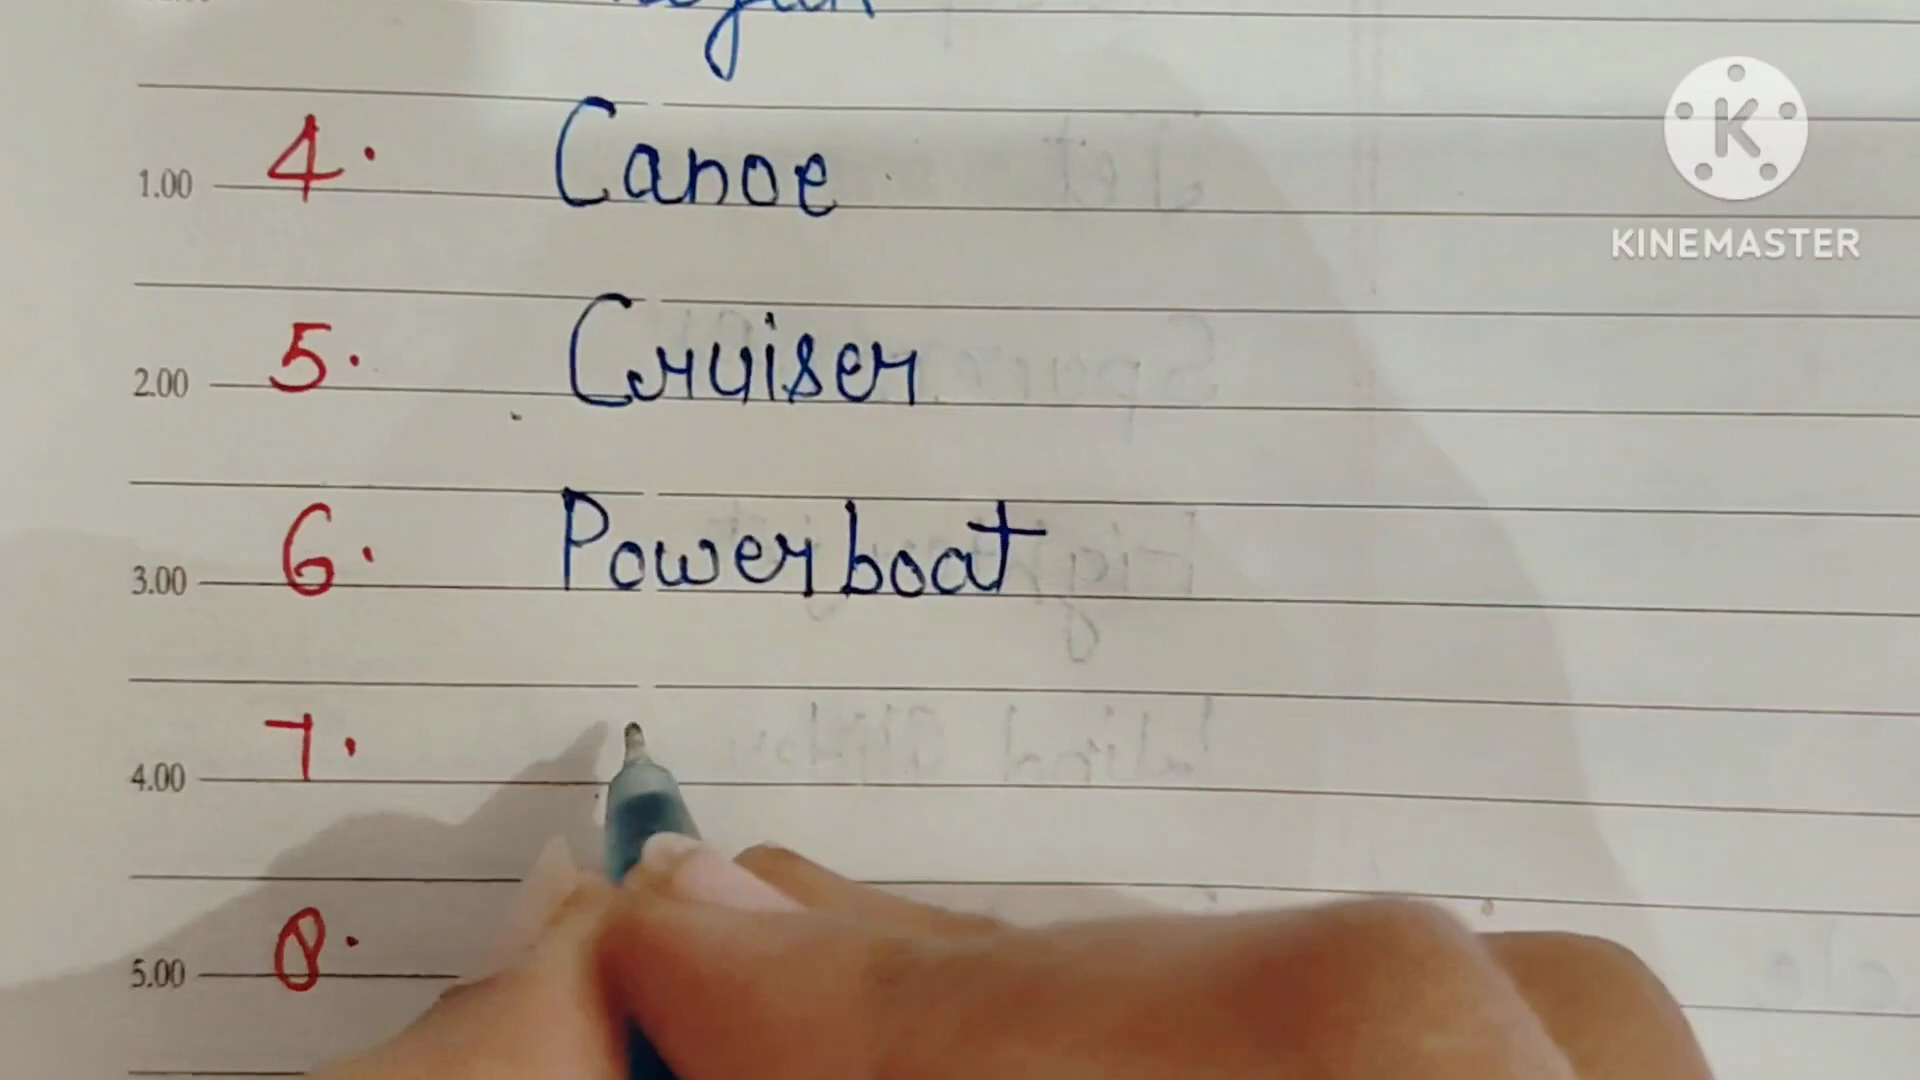 4. Canoe
1.00
5. Cruiser
2.00
6. Powerboat
3.00
7.
4.00
8.
5.00
KINEMASTER